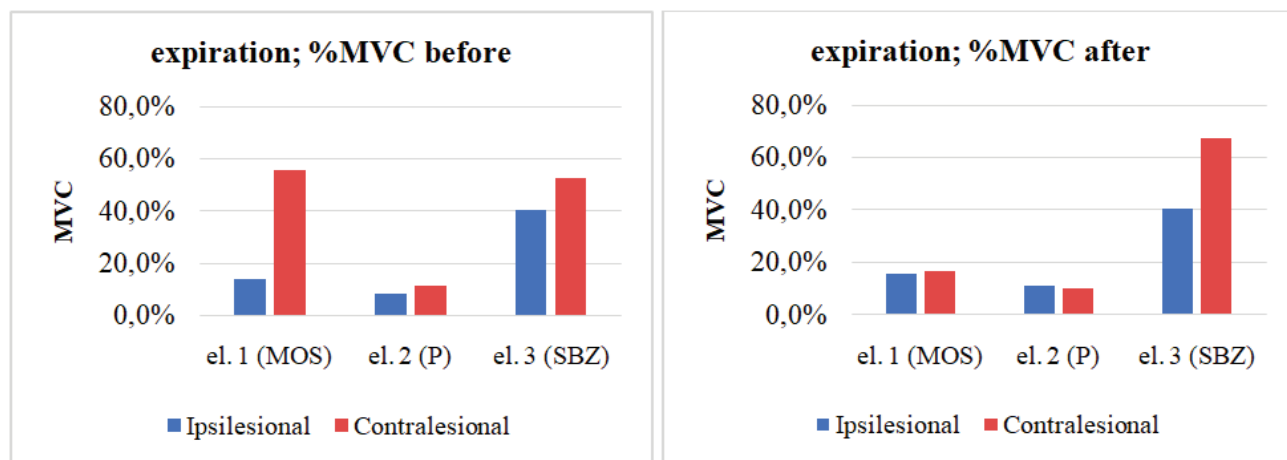 expiration; %MVC before
80,0%
60,0%
40,0%
20,0%
0,0%
MVC
el. 1 (MOS) el. 2 (P) el. 3 (SBZ)
Ipsilesional Contralesional
expiration; %MVC after
80,0%
60,0%
40,0%
20,0%
0,0%
MVC
el. 1 (MOS) el. 2 (P) el. 3 (SBZ)
Ipsilesional Contralesional